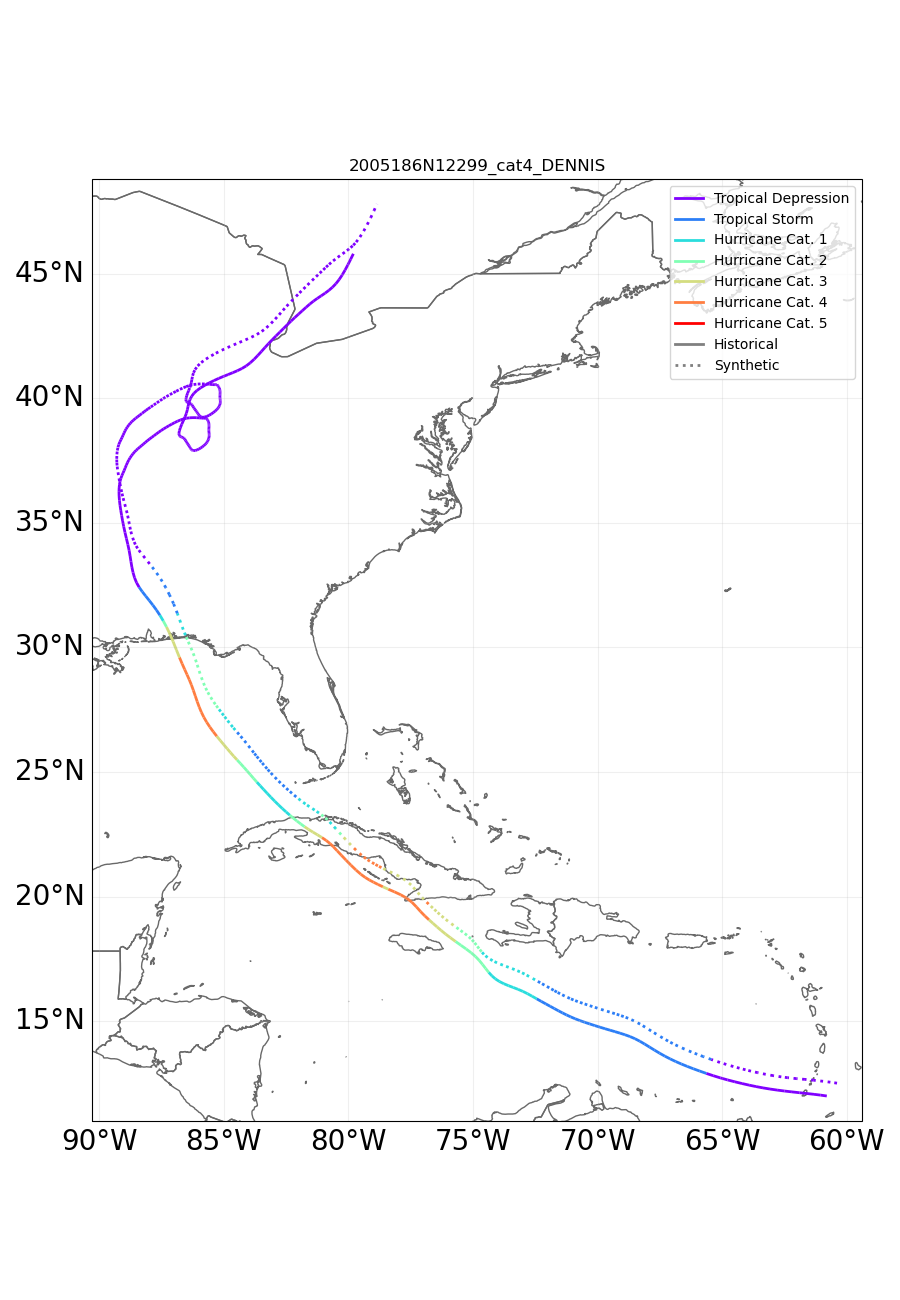 2005186N12299_cat4_DENNIS
Tropical Depression
Tropical Storm
Hurricane Cat. 1
Hurricane Cat. 2
Hurricane Cat. 3
Hurricane Cat. 4
Hurricane Cat. 5
Historical
Synthetic
45°N
40°N
35°N
30°N
25°N
20°N
15°N
90°W 85°W 80°W 75°W 70°W 65°W 60°W